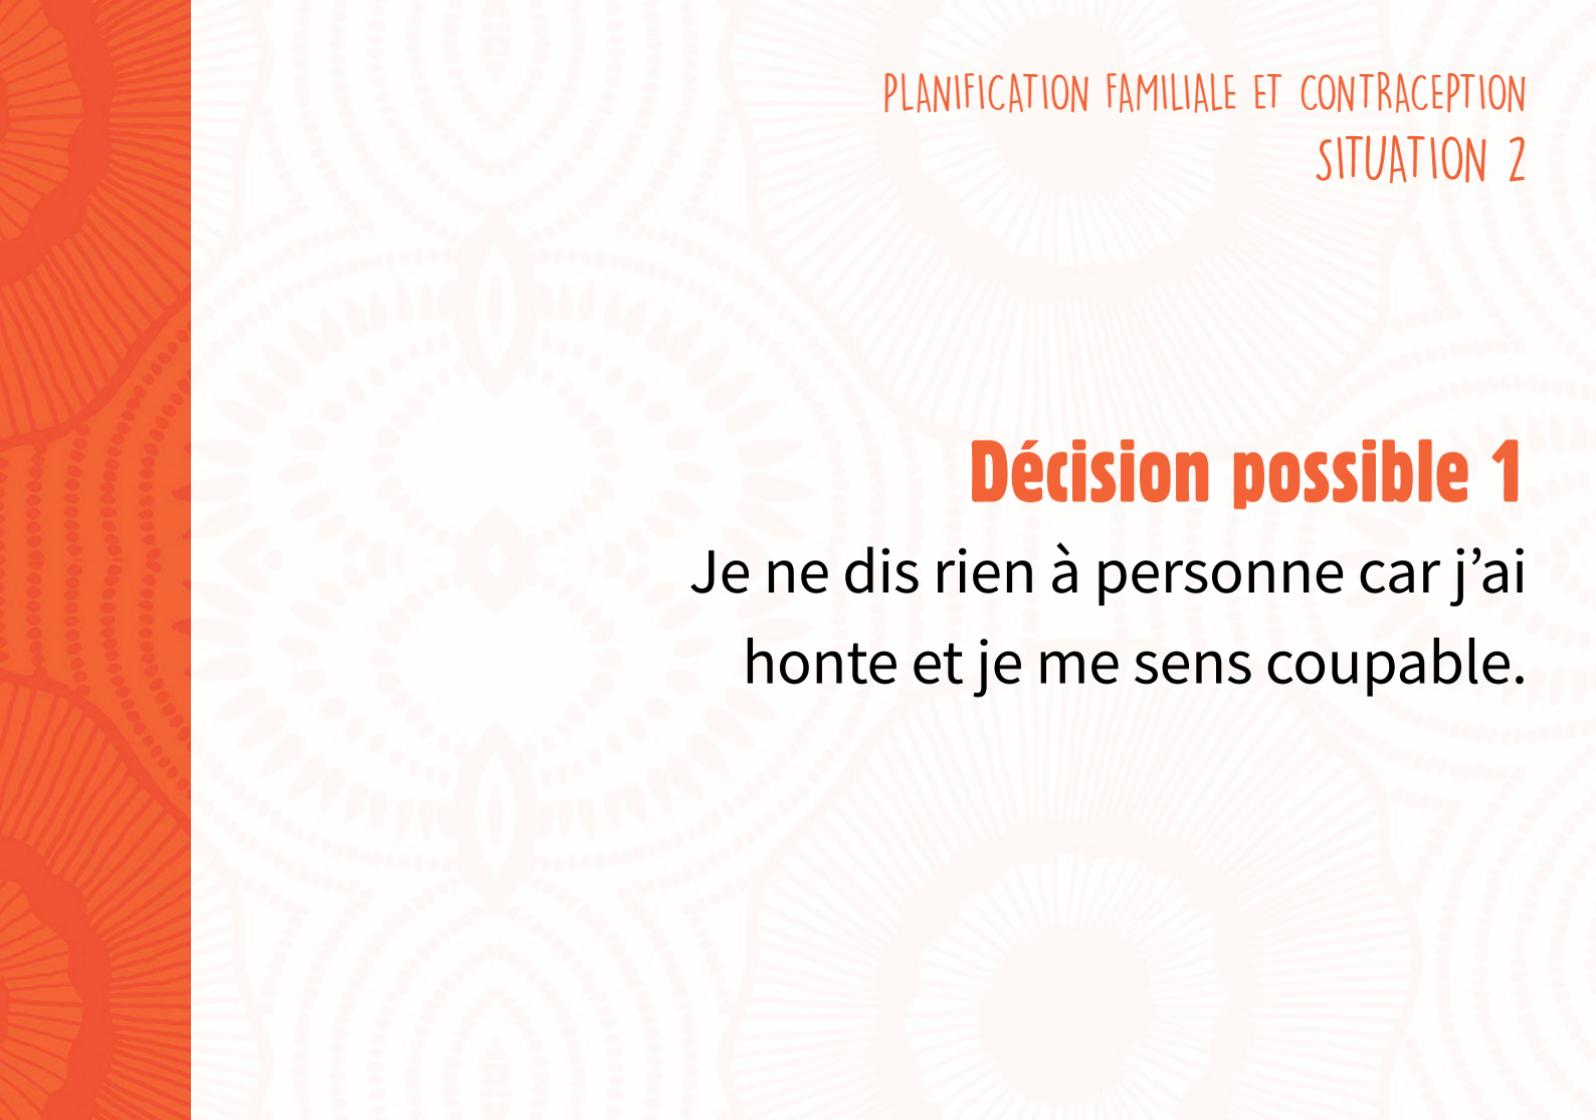 PLANIFICATION FAMILIALE ET CONTRACEPTION
SITUATION 2
Décision possible 1
Je ne dis rien à personne car j’ai
honte et je me sens coupable.